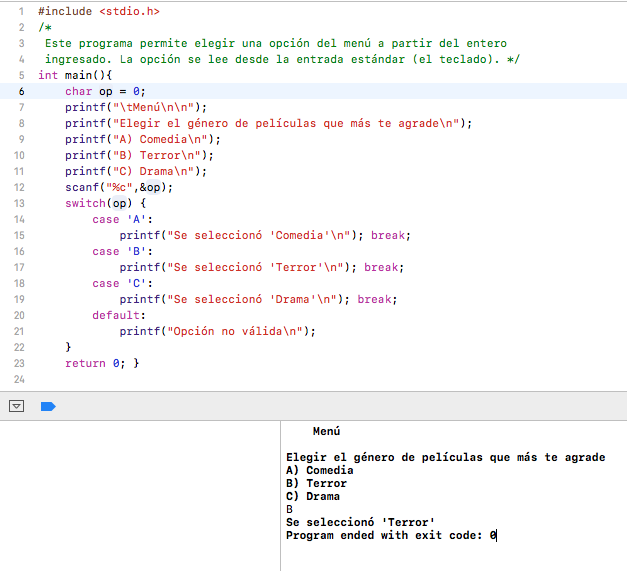 1 #include <stdio.h>
2 /*
3 Este programa permite elegir una opción del menú a partir del entero
4 ingresado. La opción se lee desde la entrada estándar (el teclado). */
5 int main(){
6 char op = 0;
7 printf("\tMenú\n\n");
8 printf("Elegir el género de películas que más te agrade\n");
9 printf("A) Comedia\n");
10 printf("B) Terror\n");
11 printf("C) Drama\n");
12 scanf("%c",&op);
13 switch(op) {
14 case 'A':
15 printf("Se seleccionó 'Comedia'\n"); break;
16 case 'B':
17 printf("Se seleccionó 'Terror'\n"); break;
18 case 'C':
19 printf("Se seleccionó 'Drama'\n"); break;
20 default:
21 printf("Opción no válida\n");
22 }
23 return 0; }
24
Menú
Elegir el género de películas que más te agrade
A) Comedia
B) Terror
C) Drama
B
Se seleccionó 'Terror'
Program ended with exit code: 0